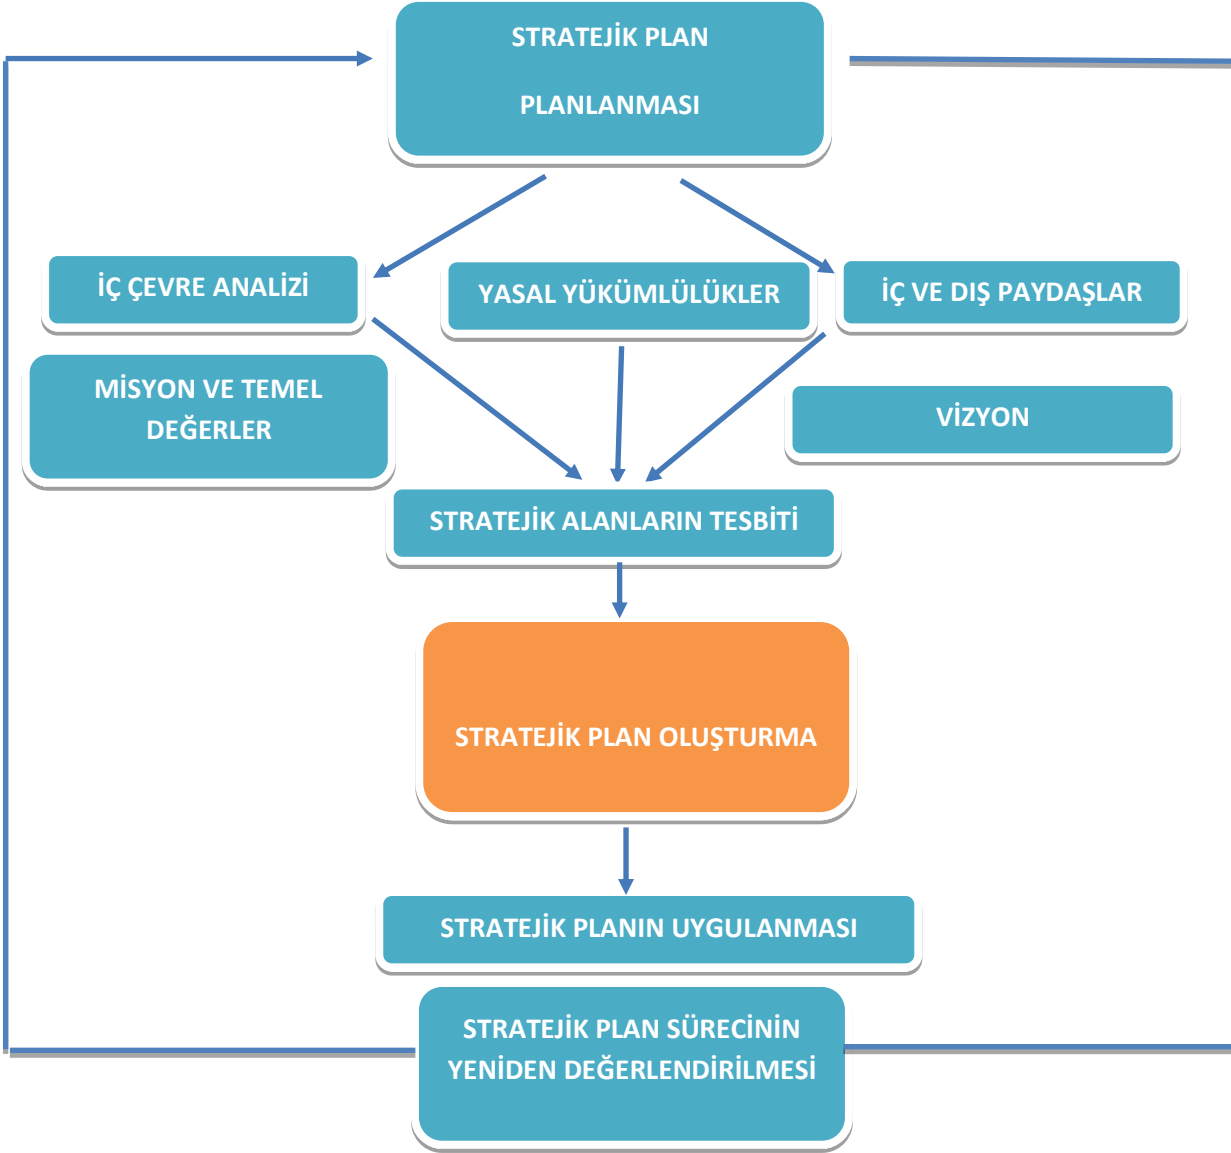 STRATEJİK PLAN
PLANLANMASI
İÇ ÇEVRE ANALİZİ
YASAL YÜKÜMLÜLÜKLER
İÇ VE DIŞ PAYDAŞLAR
MİSYON VE TEMEL
DEĞERLER
VİZYON
STRATEJİK ALANLARIN TESBİTİ
STRATEJİK PLAN OLUŞTURMA
STRATEJİK PLANIN UYGULANMASI
STRATEJİK PLAN SÜRECİNİN
YENİDEN DEĞERLENDİRİLMESİ